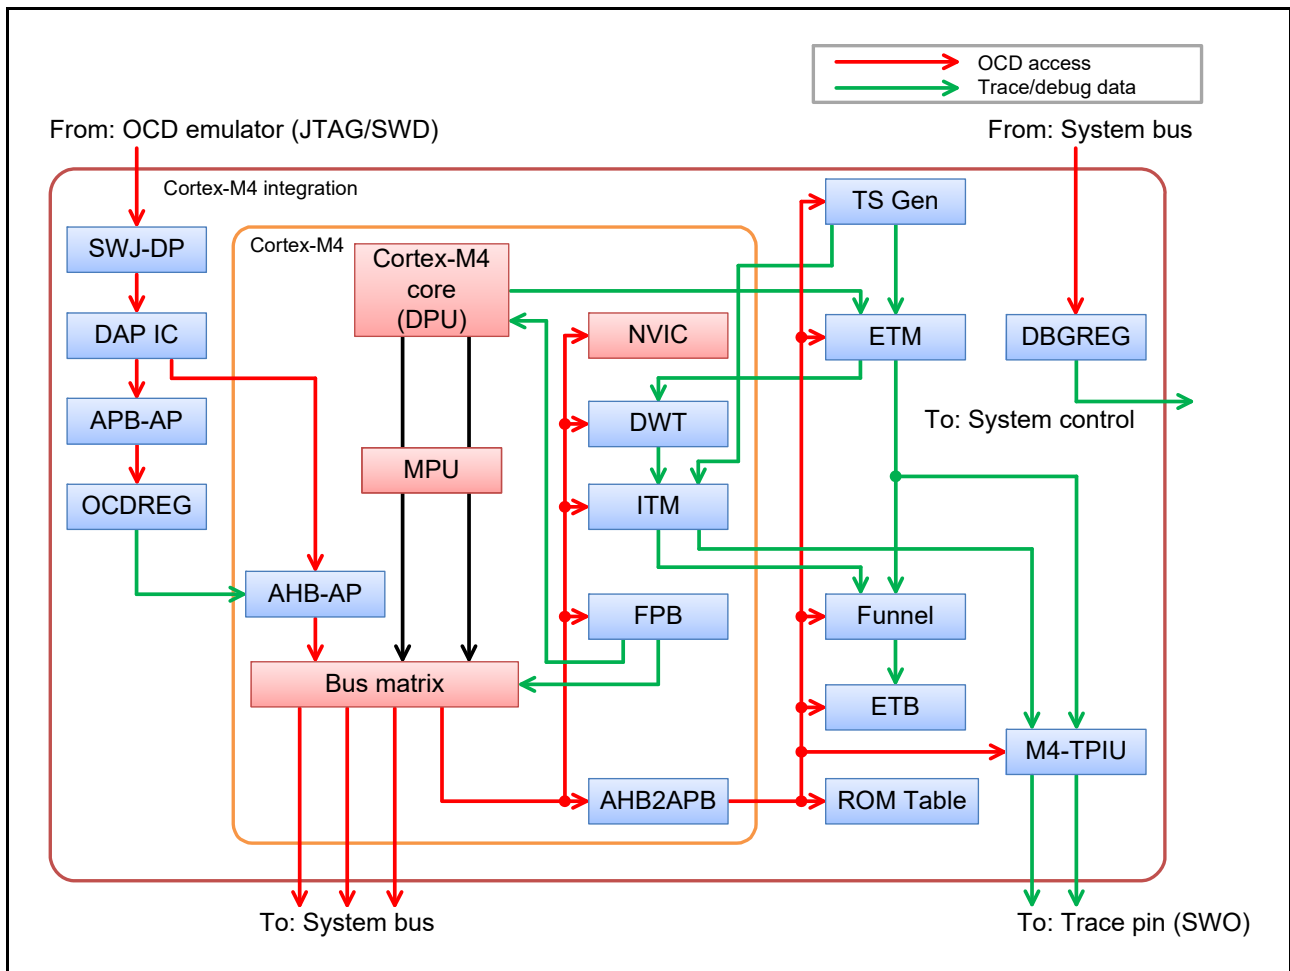 OCD access
Trace/debug data
From: OCD emulator (JTAG/SWD)
From: System bus
Cortex-M4 integration
TS Gen
SWJ-DP
Cortex-M4
Cortex-M4
core
(DPU)
DAP IC
NVIC
ETM
DBGREG
APB-AP
DWT
To: System control
MPU
OCDREG
ITM
AHB-AP
FPB
Funnel
Bus matrix
ETB
M4-TPIU
AHB2APB
ROM Table
To: System bus
To: Trace pin (SWO)